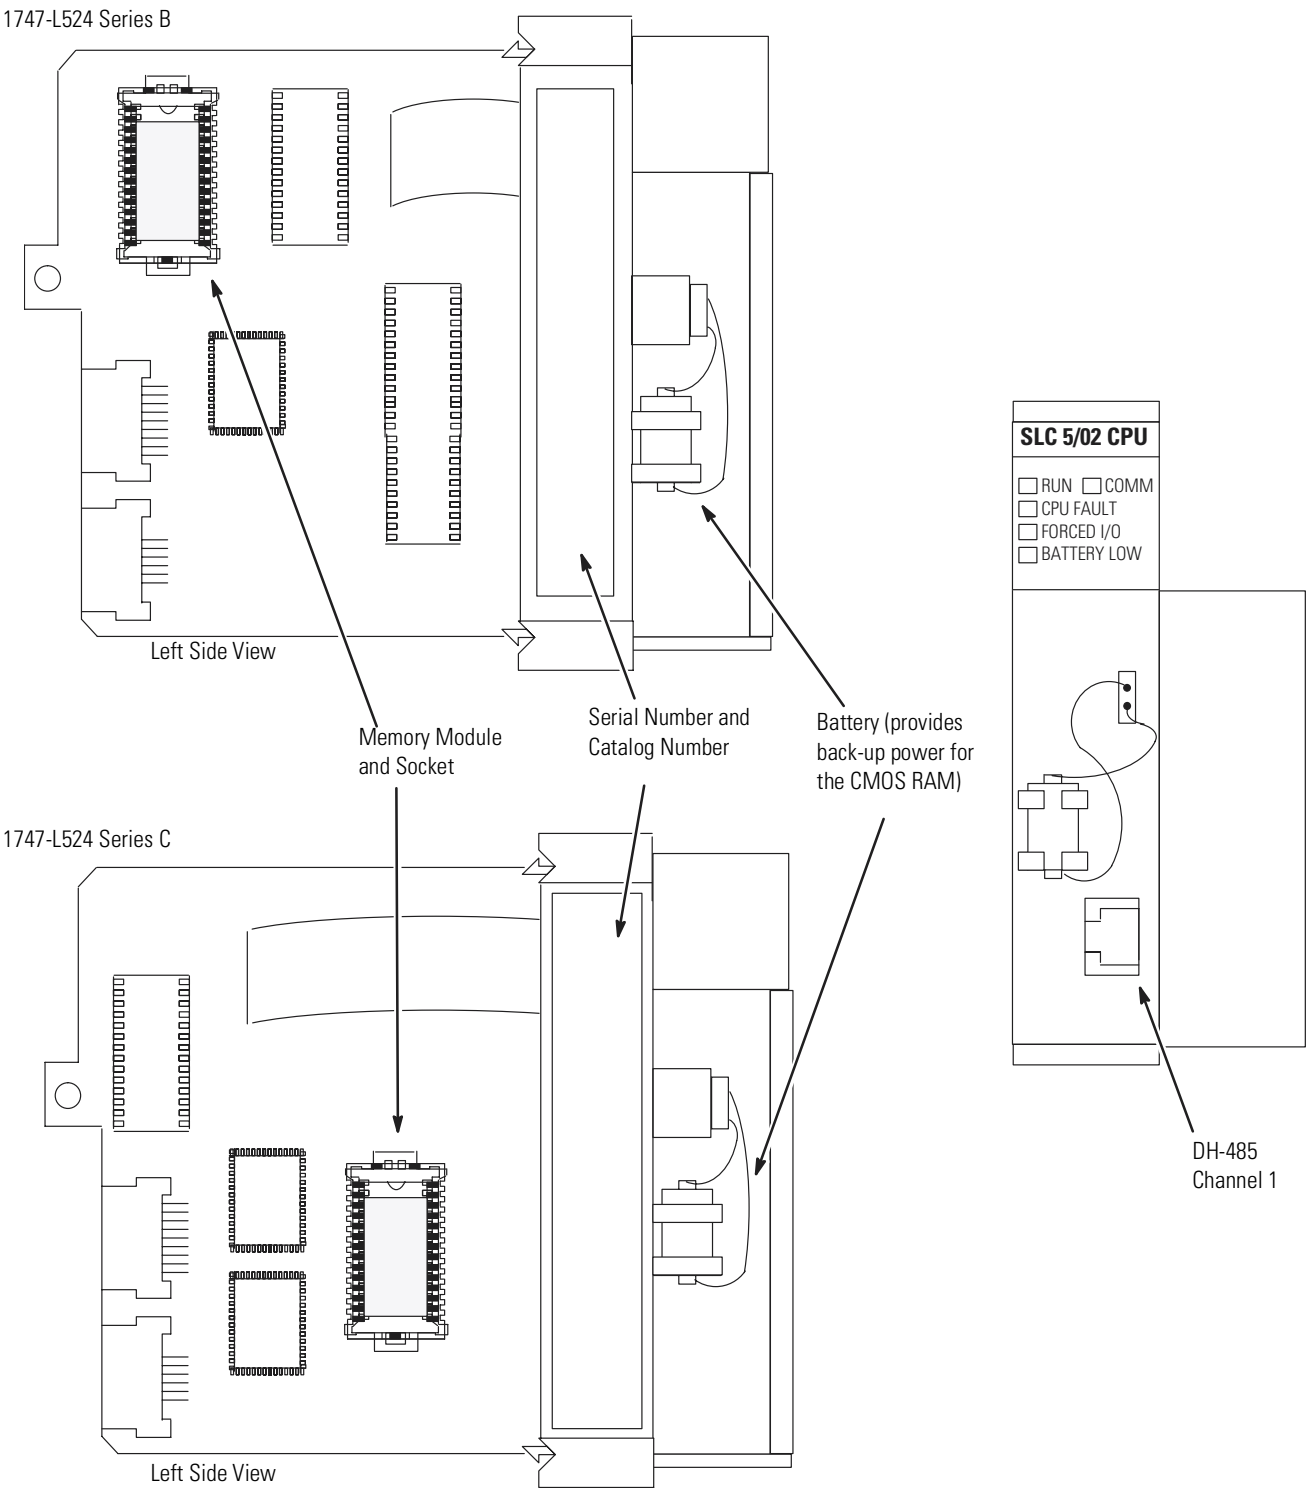 1747-L524 Series B
SLC 5/02 CPU
RUN COMM
CPU FAULT
FORCED I/O
BATTERY LOW
Left Side View
Memory Module
and Socket
Serial Number and
Catalog Number
Battery (provides
back-up power for
the CMOS RAM)
1747-L524 Series C
DH-485
Channel 1
Left Side View